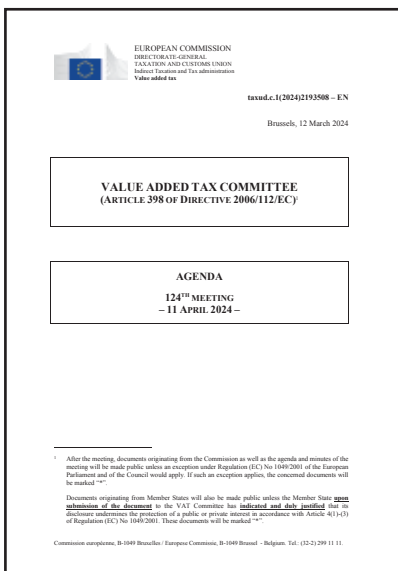 EUROPEAN COMMISSION
DIRECTORATE-GENERAL
TAXATION AND CUSTOMS UNION
Indirect Taxation and Tax administration
Value added tax
taxud.c.1(2024)2193508 – EN
Brussels, 12 March 2024
VALUE ADDED TAX COMMITTEE
(ARTICLE 398 OF DIRECTIVE 2006/112/EC)¹
AGENDA
124TH MEETING
– 11 APRIL 2024 –
¹ After the meeting, documents originating from the Commission as well as the agenda and minutes of the
meeting will be made public unless an exception under Regulation (EC) No 1049/2001 of the European
Parliament and of the Council would apply. If such an exception applies, the concerned documents will
be marked “*”.
Documents originating from Member States will also be made public unless the Member State upon
submission of the document to the VAT Committee has indicated and duly justified that its
disclosure undermines the protection of a public or private interest in accordance with Article 4(1)-(3)
of Regulation (EC) No 1049/2001. These documents will be marked “*”.
Commission européenne, B-1049 Bruxelles / Europese Commissie, B-1049 Brussel - Belgium. Tel.: (32-2) 299 11 11.